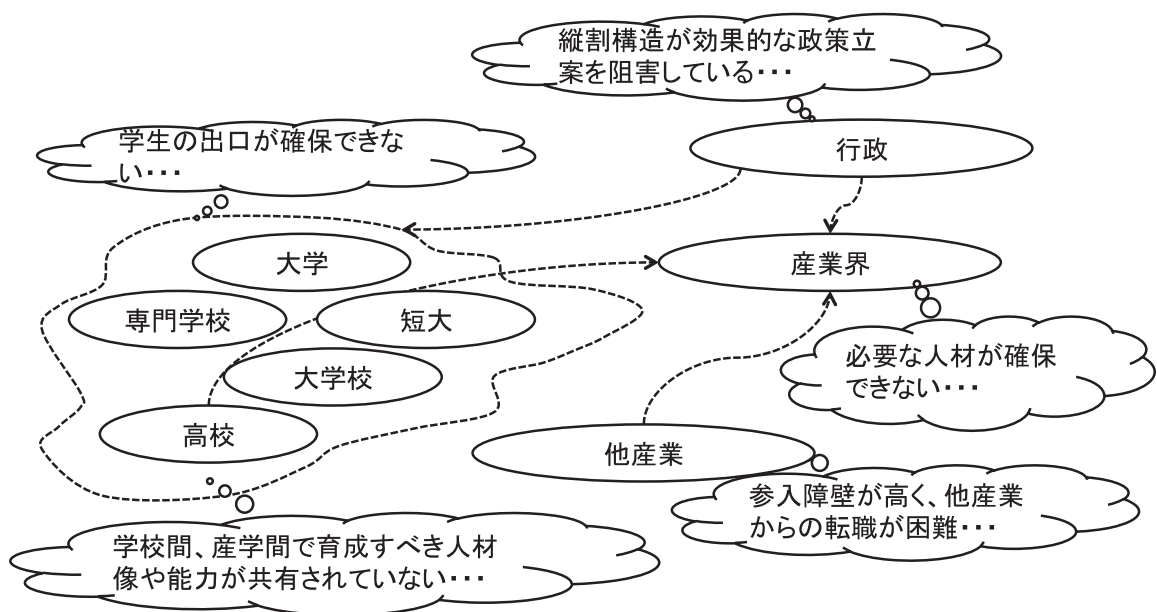 縦割構造が効果的な政策立
案を阻害している・・・
行政
学生の出口が確保できな
い・・・
大学
産業界
専門学校
短大
大学校
必要な人材が確保
できない・・・
高校
他産業
参入障壁が高く、他産業
からの転職が困難・・・
学校間、産学間で育成すべき人材
像や能力が共有されていない・・・